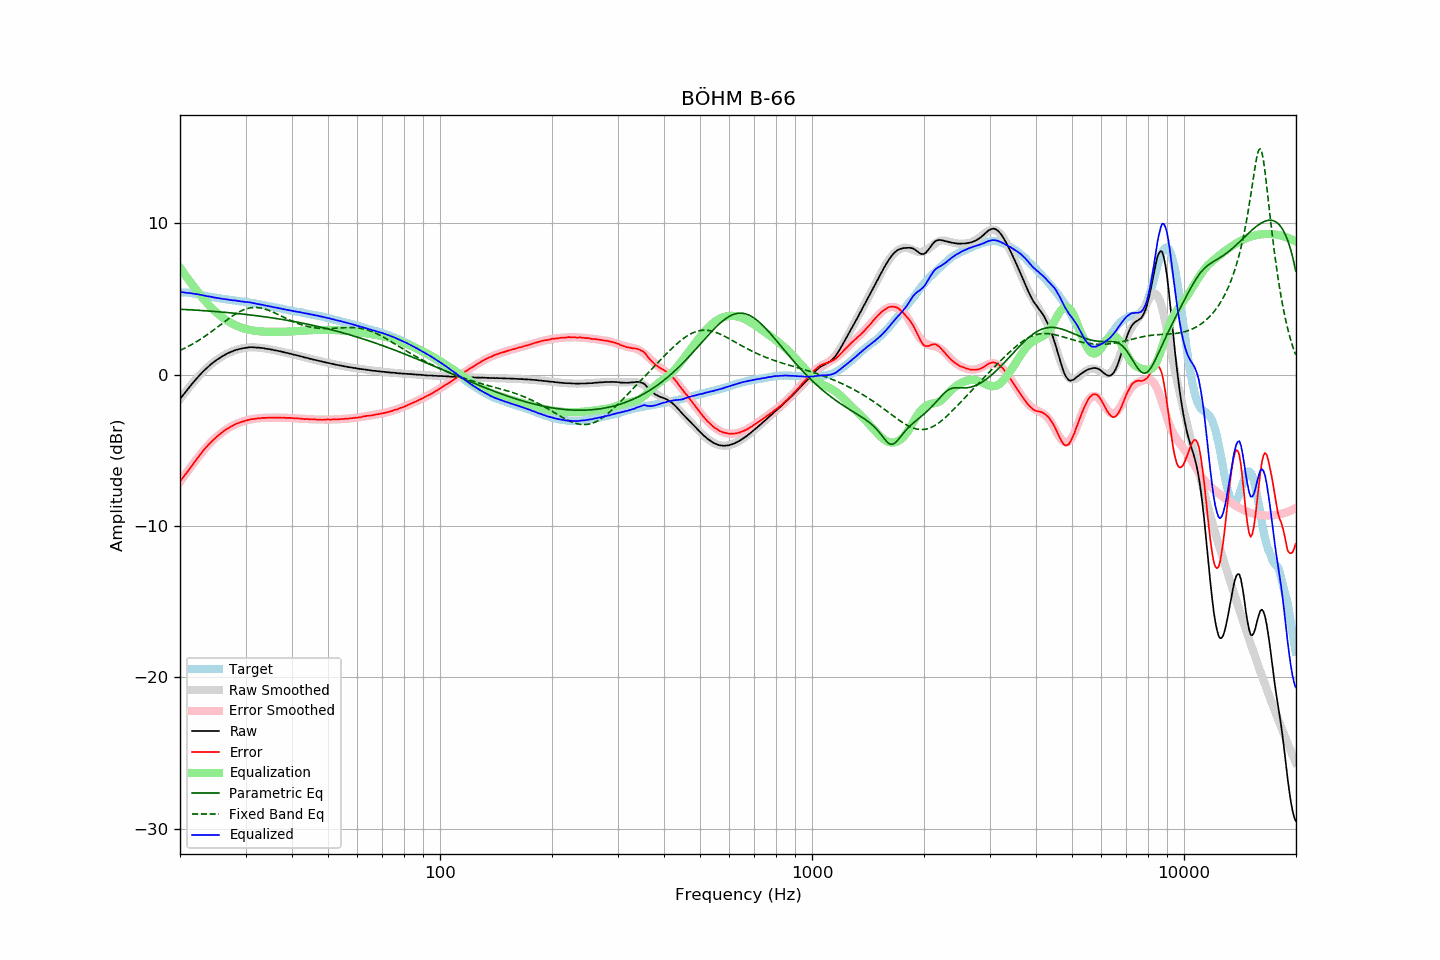 BÖHM B-66
Amplitude (dBr)
10
0
−10
−20
−30
Target
Raw Smoothed
Error Smoothed
Raw
Error
Equalization
Parametric Eq
Fixed Band Eq
Equalized
100
1000
10000
Frequency (Hz)